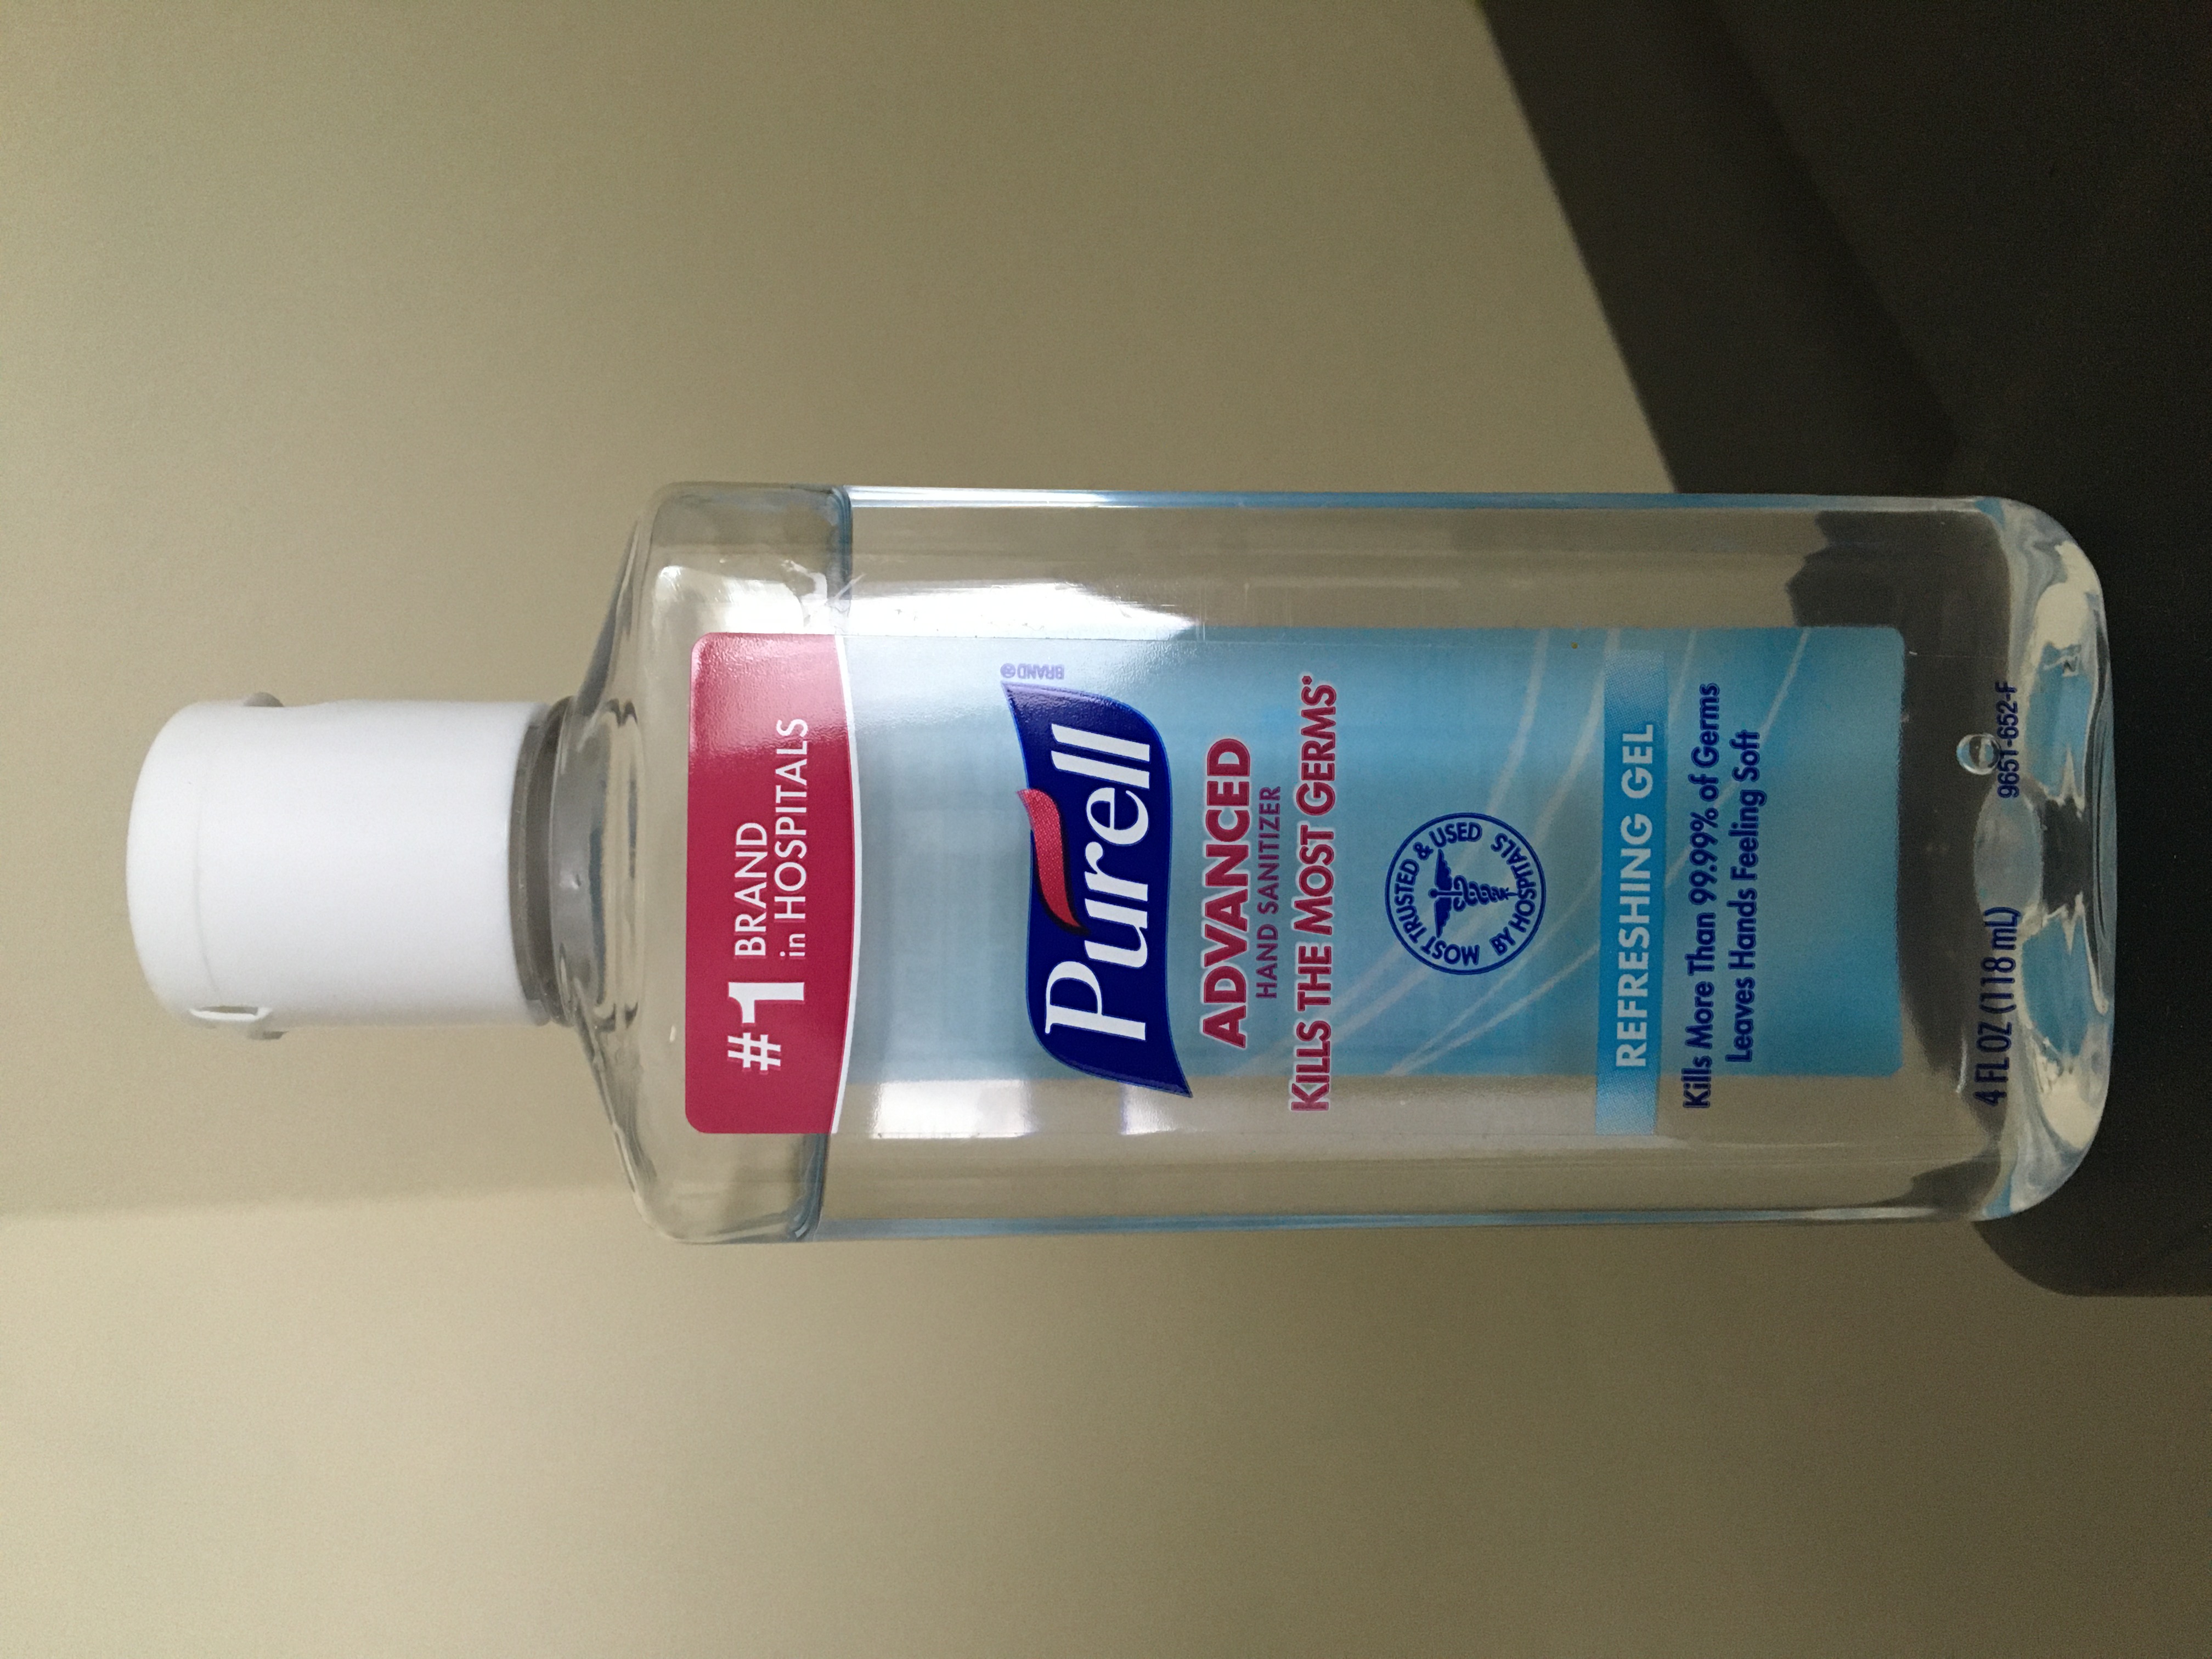 #1 BRAND
in HOSPITALS
Purell
BRAND®
ADVANCED
HAND SANITIZER
KILLS THE MOST GERMS*
MOST TRUSTED & USED
BY HOSPITALS
REFRESHING GEL
Kills More Than 99.99% of Germs
Leaves Hands Feeling Soft
4 FL OZ (118 mL)
9651-652-F